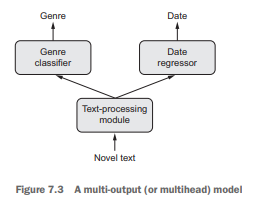 Genre Date
Genre
classifier
Date
regressor
Text-processing
module
Novel text
Figure 7.3 A multi-output (or multihead) model